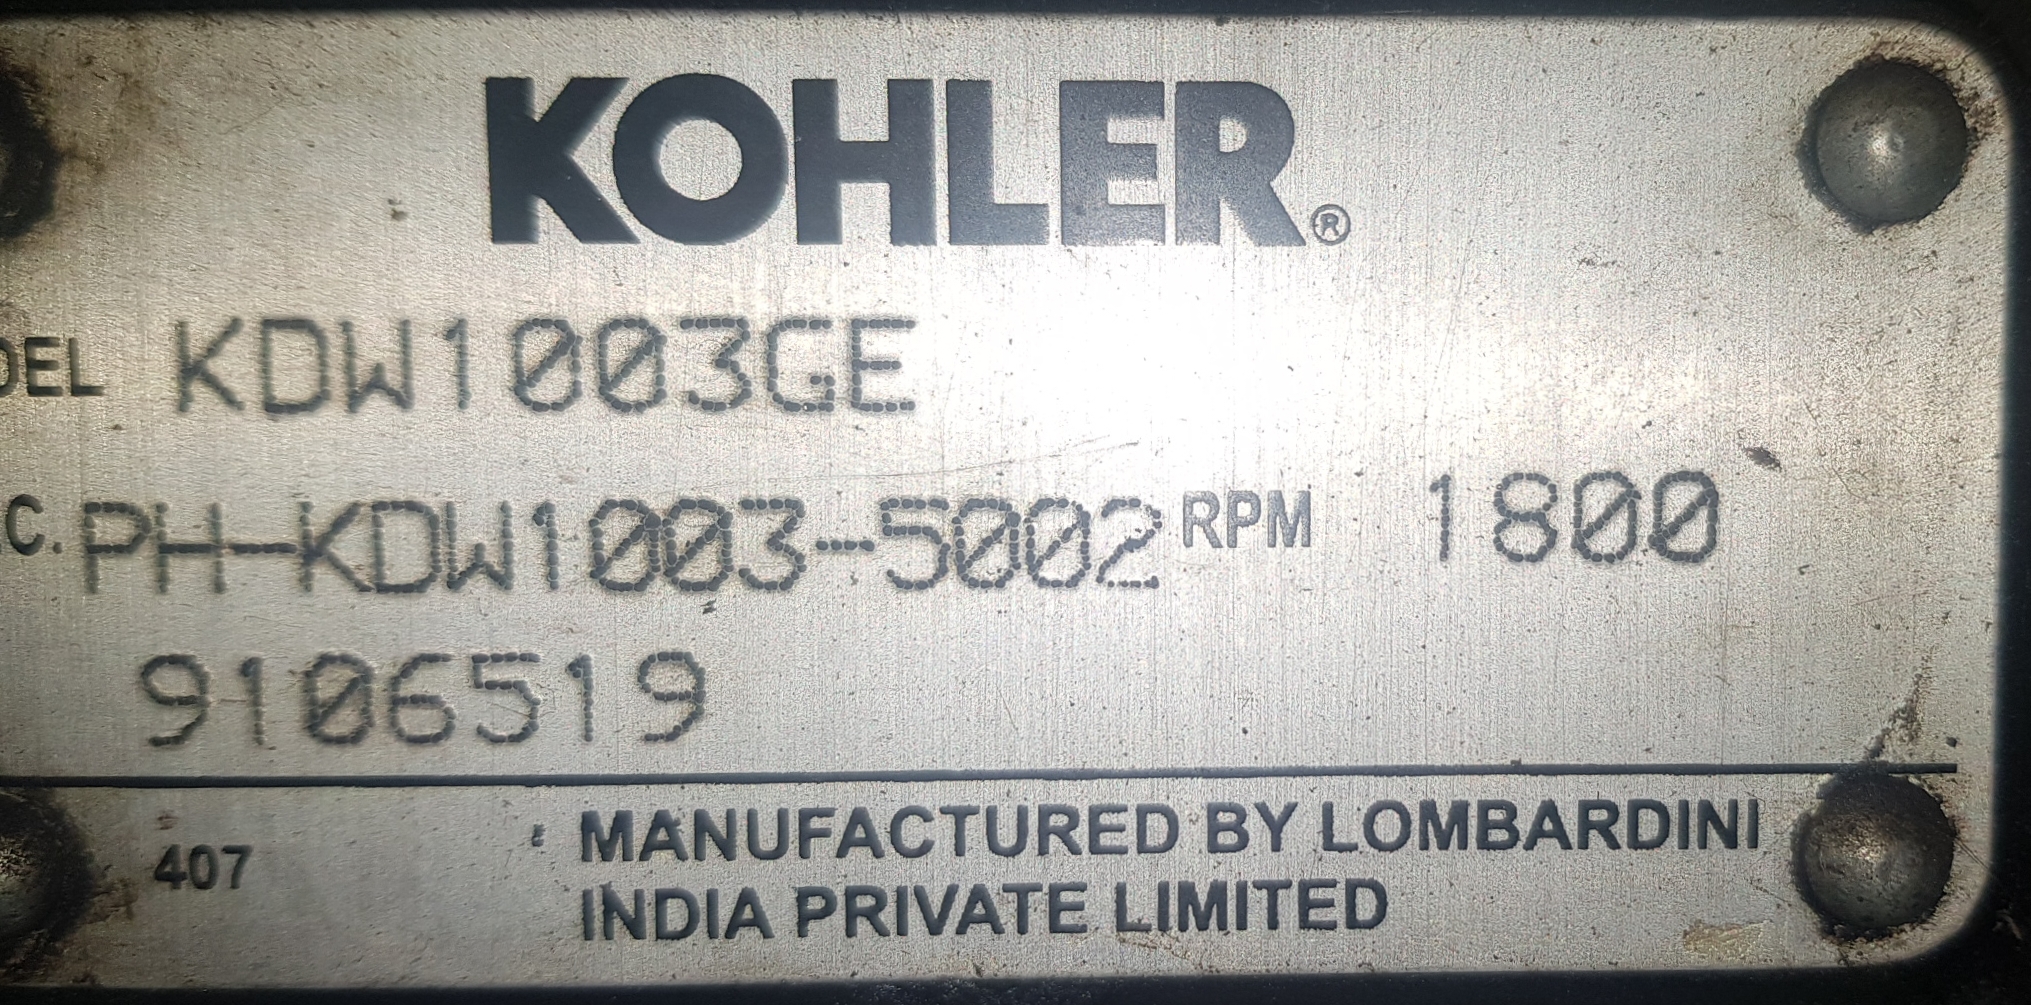 KOHLER®
DEL KDW1003GE
C. PH-KDW1003-5002 RPM 1800
9106519
407 MANUFACTURED BY LOMBARDINI
INDIA PRIVATE LIMITED